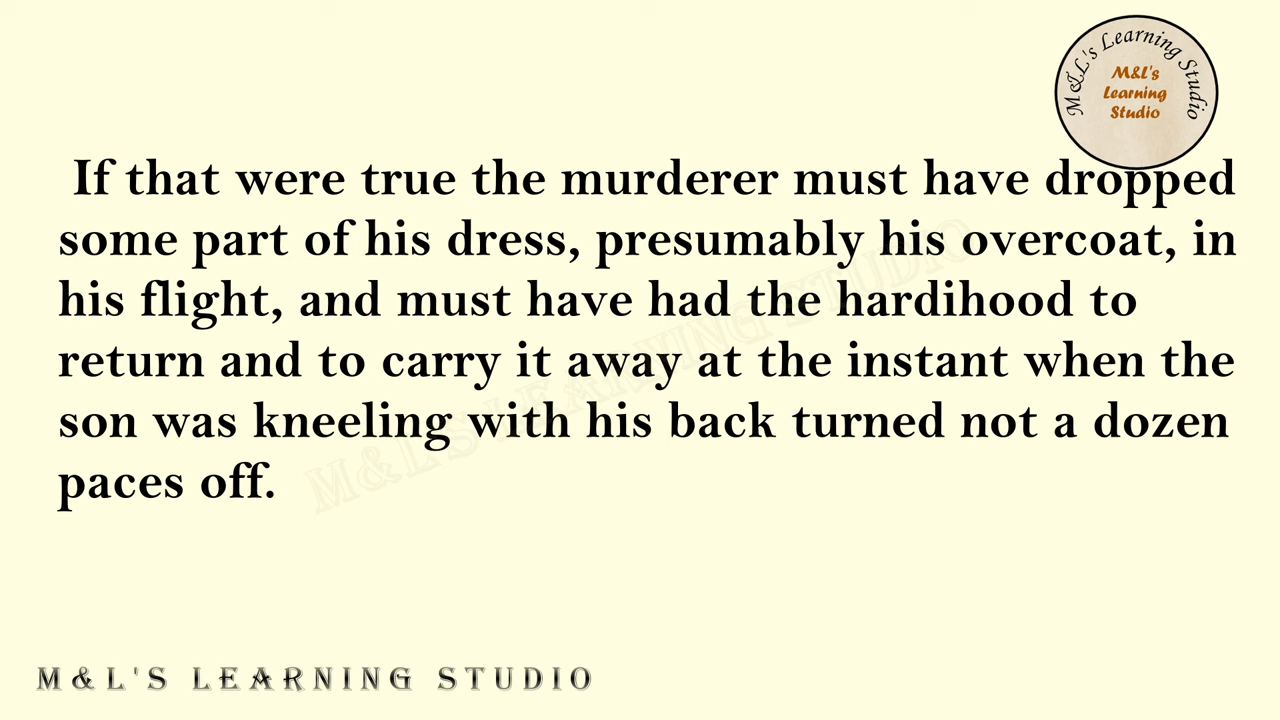 M&L's Learning Studio
M&L's
Learning
Studio
If that were true the murderer must have dropped
some part of his dress, presumably his overcoat, in
his flight, and must have had the hardihood to
return and to carry it away at the instant when the
son was kneeling with his back turned not a dozen
paces off.
M&L'S LEARNING STUDIO
M&L'S LEARNING STUDIO